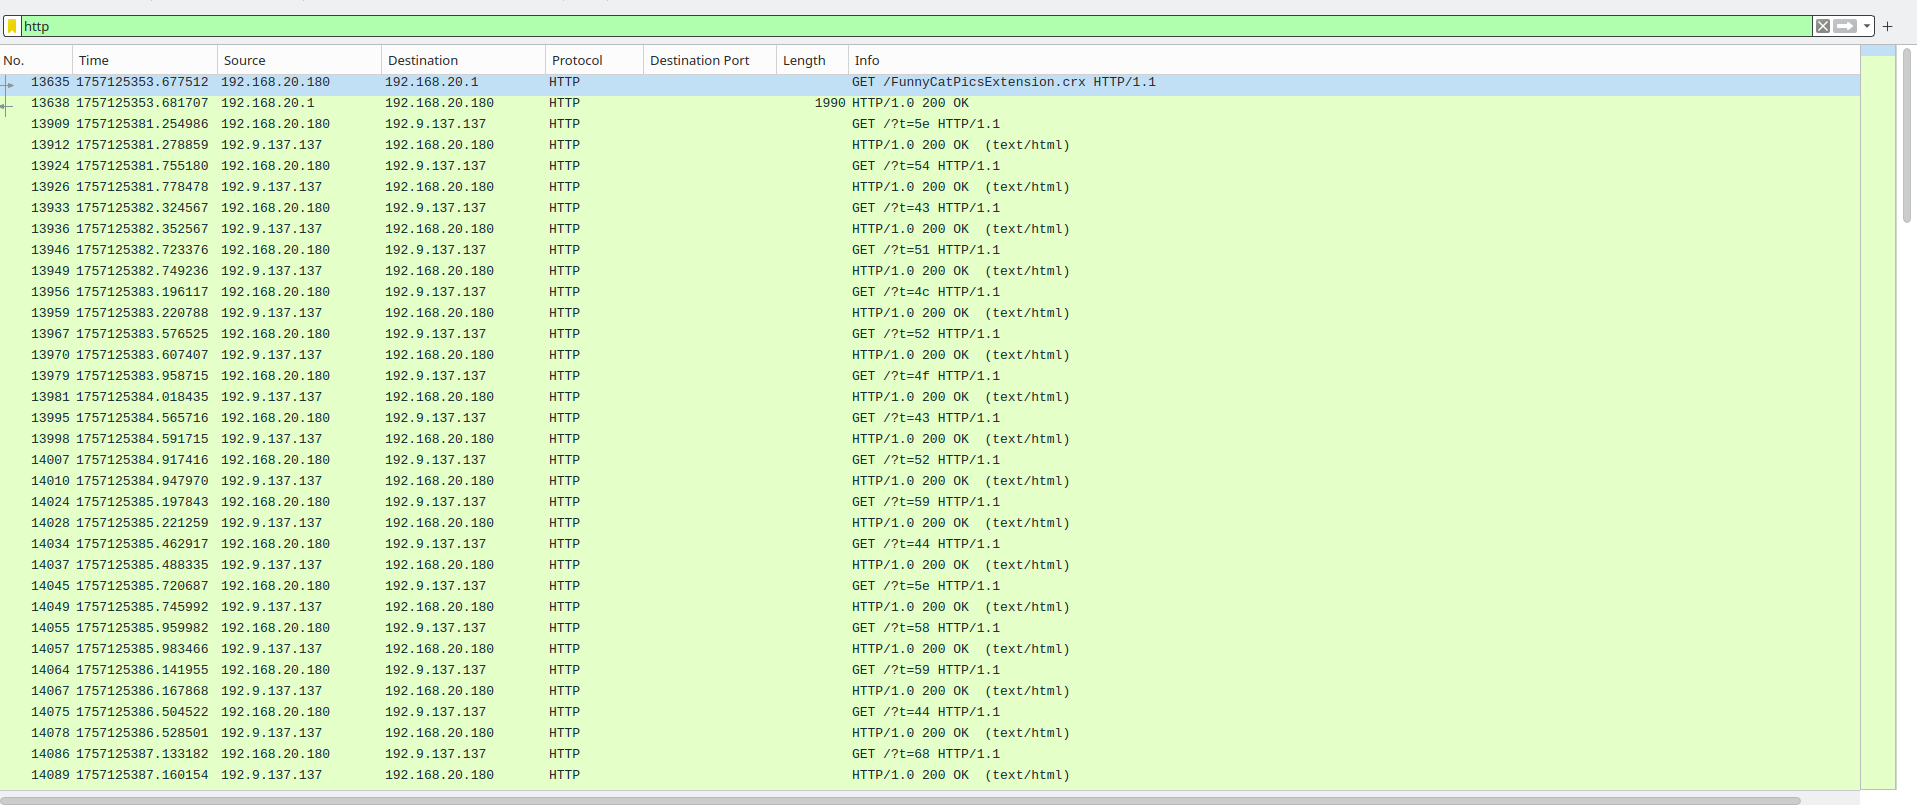 http
No. Time Source Destination Protocol Destination Port Length Info
13635 1757125353.677512 192.168.20.180 192.168.20.1 HTTP GET /FunnyCatPicsExtension.crx HTTP/1.1
13638 1757125353.681707 192.168.20.1 192.168.20.180 HTTP 1990 HTTP/1.0 200 OK
13909 1757125381.254986 192.168.20.180 192.9.137.137 HTTP GET /?t=5e HTTP/1.1
13912 1757125381.278859 192.9.137.137 192.168.20.180 HTTP HTTP/1.0 200 OK (text/html)
13924 1757125381.755180 192.168.20.180 192.9.137.137 HTTP GET /?t=54 HTTP/1.1
13926 1757125381.778478 192.9.137.137 192.168.20.180 HTTP HTTP/1.0 200 OK (text/html)
13933 1757125382.324567 192.168.20.180 192.9.137.137 HTTP GET /?t=43 HTTP/1.1
13936 1757125382.352567 192.9.137.137 192.168.20.180 HTTP HTTP/1.0 200 OK (text/html)
13946 1757125382.723376 192.168.20.180 192.9.137.137 HTTP GET /?t=51 HTTP/1.1
13949 1757125382.749236 192.9.137.137 192.168.20.180 HTTP HTTP/1.0 200 OK (text/html)
13956 1757125383.196117 192.168.20.180 192.9.137.137 HTTP GET /?t=4c HTTP/1.1
13959 1757125383.220788 192.9.137.137 192.168.20.180 HTTP HTTP/1.0 200 OK (text/html)
13967 1757125383.576525 192.168.20.180 192.9.137.137 HTTP GET /?t=52 HTTP/1.1
13970 1757125383.607407 192.9.137.137 192.168.20.180 HTTP HTTP/1.0 200 OK (text/html)
13979 1757125383.958715 192.168.20.180 192.9.137.137 HTTP GET /?t=4f HTTP/1.1
13981 1757125384.018435 192.9.137.137 192.168.20.180 HTTP HTTP/1.0 200 OK (text/html)
13995 1757125384.565716 192.168.20.180 192.9.137.137 HTTP GET /?t=43 HTTP/1.1
13998 1757125384.591715 192.9.137.137 192.168.20.180 HTTP HTTP/1.0 200 OK (text/html)
14007 1757125384.917416 192.168.20.180 192.9.137.137 HTTP GET /?t=52 HTTP/1.1
14010 1757125384.947970 192.9.137.137 192.168.20.180 HTTP HTTP/1.0 200 OK (text/html)
14024 1757125385.197843 192.168.20.180 192.9.137.137 HTTP GET /?t=59 HTTP/1.1
14028 1757125385.221259 192.9.137.137 192.168.20.180 HTTP HTTP/1.0 200 OK (text/html)
14034 1757125385.462917 192.168.20.180 192.9.137.137 HTTP GET /?t=44 HTTP/1.1
14037 1757125385.488335 192.9.137.137 192.168.20.180 HTTP HTTP/1.0 200 OK (text/html)
14045 1757125385.720687 192.168.20.180 192.9.137.137 HTTP GET /?t=5e HTTP/1.1
14049 1757125385.745992 192.9.137.137 192.168.20.180 HTTP HTTP/1.0 200 OK (text/html)
14055 1757125385.959982 192.168.20.180 192.9.137.137 HTTP GET /?t=58 HTTP/1.1
14057 1757125385.983466 192.9.137.137 192.168.20.180 HTTP HTTP/1.0 200 OK (text/html)
14064 1757125386.141955 192.168.20.180 192.9.137.137 HTTP GET /?t=59 HTTP/1.1
14067 1757125386.167868 192.9.137.137 192.168.20.180 HTTP HTTP/1.0 200 OK (text/html)
14075 1757125386.504522 192.168.20.180 192.9.137.137 HTTP GET /?t=44 HTTP/1.1
14078 1757125386.528501 192.9.137.137 192.168.20.180 HTTP HTTP/1.0 200 OK (text/html)
14086 1757125387.133182 192.168.20.180 192.9.137.137 HTTP GET /?t=68 HTTP/1.1
14089 1757125387.160154 192.9.137.137 192.168.20.180 HTTP HTTP/1.0 200 OK (text/html)